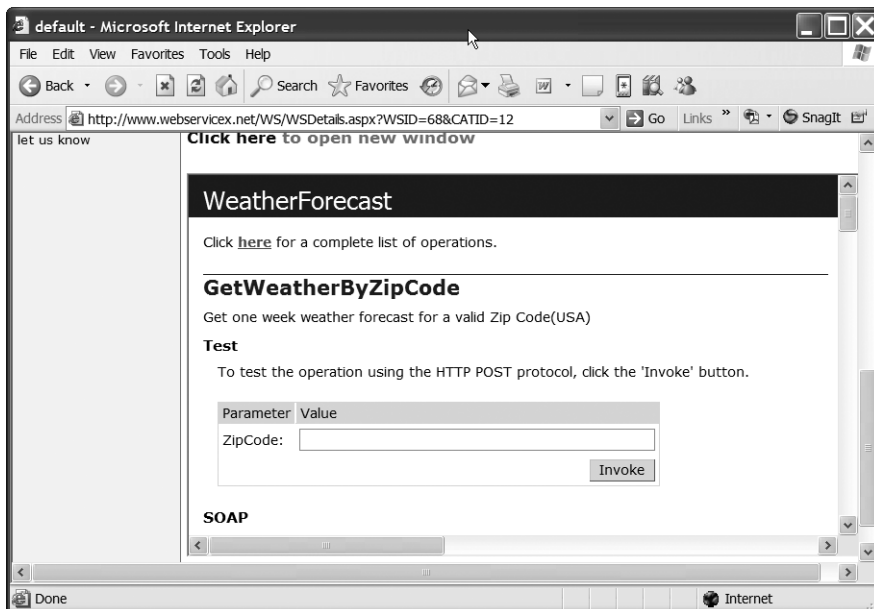 default - Microsoft Internet Explorer
File Edit View Favorites Tools Help
Back Search Favorites
Address http://www.webservicex.net/WS/WSDetails.aspx?WSID=68&CATID=12 Go Links » SnagIt
let us know
Click here to open new window
WeatherForecast
Click here for a complete list of operations.
GetWeatherByZipCode
Get one week weather forecast for a valid Zip Code(USA)
Test
To test the operation using the HTTP POST protocol, click the 'Invoke' button.
Parameter Value
ZipCode:
Invoke
SOAP
Done Internet